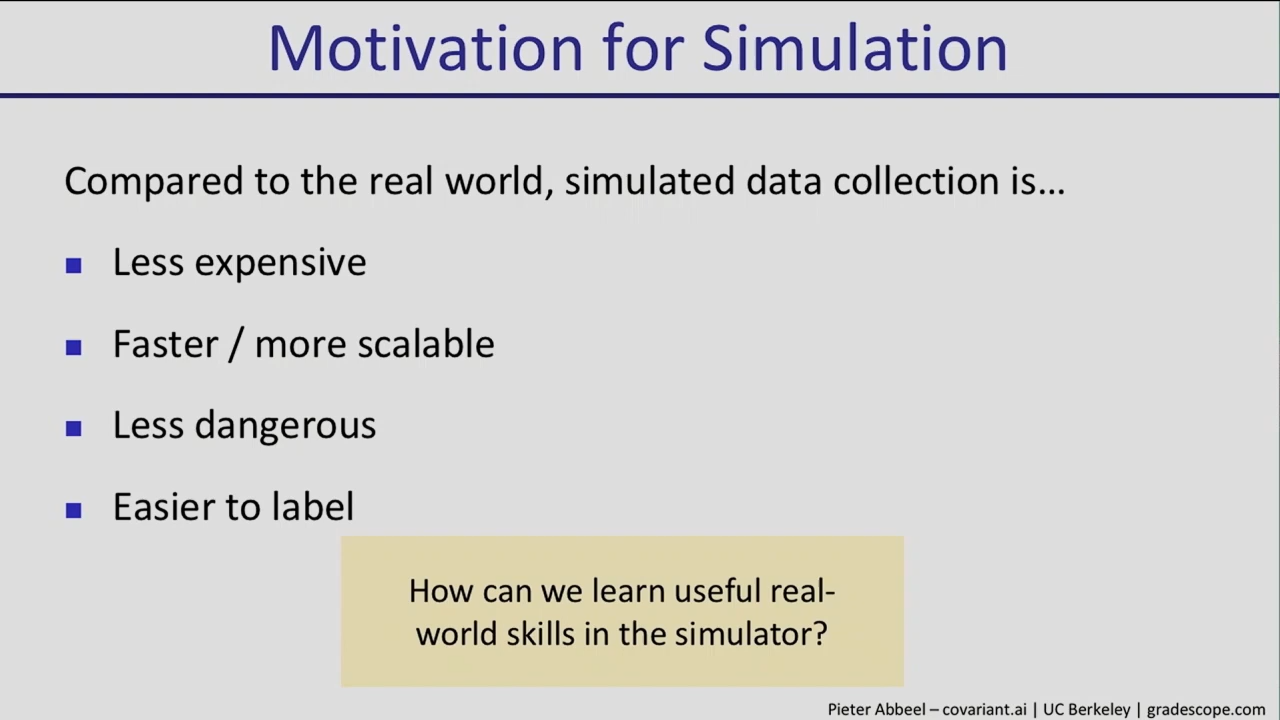 Motivation for Simulation
Compared to the real world, simulated data collection is…
■ Less expensive
■ Faster / more scalable
■ Less dangerous
■ Easier to label
How can we learn useful real-
world skills in the simulator?
Pieter Abbeel – covariant.ai | UC Berkeley | gradescope.com